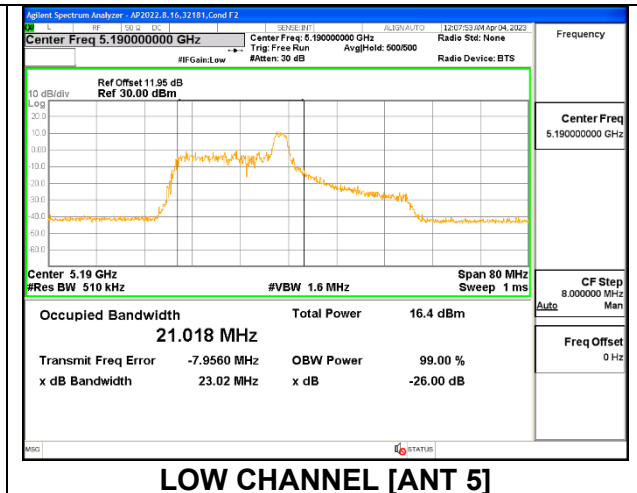 Agilent Spectrum Analyzer - AP2022.8.16,32181,Cond F2
L RF 50 Ω DC SENSE:INT ALIGN AUTO 12:07:53 AM Apr 04, 2023
Center Freq 5.190000000 GHz
Center Freq: 5.190000000 GHz
Radio Std: None
Trig: Free Run Avg|Hold: 500/500
#IFGain:Low #Atten: 30 dB Radio Device: BTS
Frequency
Ref Offset 11.95 dB
10 dB/div Ref 30.00 dBm
Log
20.0
10.0
0.00
-10.0
-20.0
-30.0
-40.0
-50.0
-60.0
Center Freq
5.190000000 GHz
Center 5.19 GHz Span 80 MHz
#Res BW 510 kHz #VBW 1.6 MHz Sweep 1 ms
CF Step
8.000000 MHz
Auto Man
Occupied Bandwidth Total Power 16.4 dBm
21.018 MHz
Freq Offset
0 Hz
Transmit Freq Error -7.9560 MHz OBW Power 99.00 %
x dB Bandwidth 23.02 MHz x dB -26.00 dB
MSG STATUS
LOW CHANNEL [ANT 5]